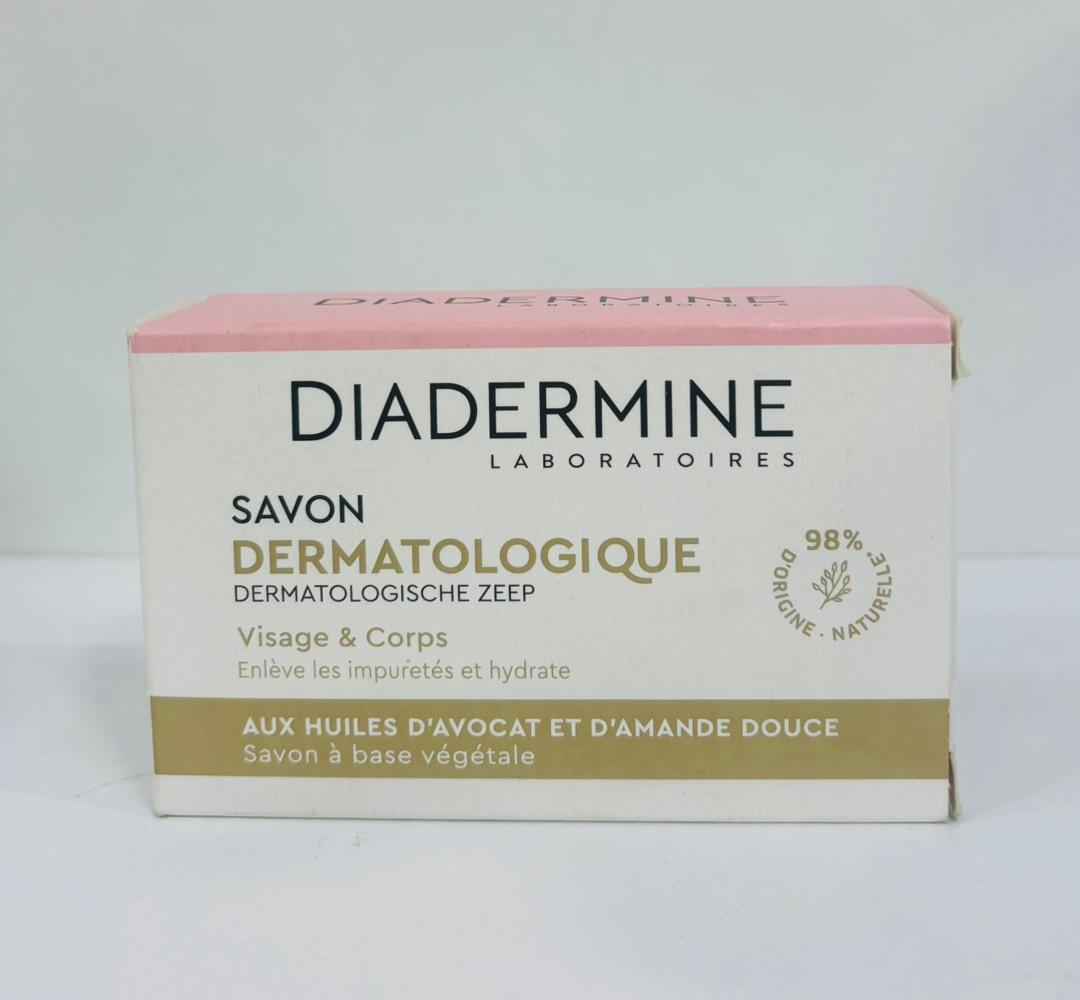 DIADERMINE
LABORATOIRES
DIADERMINE
LABORATOIRES
SAVON
DERMATOLOGIQUE
DERMATOLOGISCHE ZEEP
Visage & Corps
Enlève les impuretés et hydrate
98%
D'ORIGINE · NATURELLE*
AUX HUILES D'AVOCAT ET D'AMANDE DOUCE
Savon à base végétale